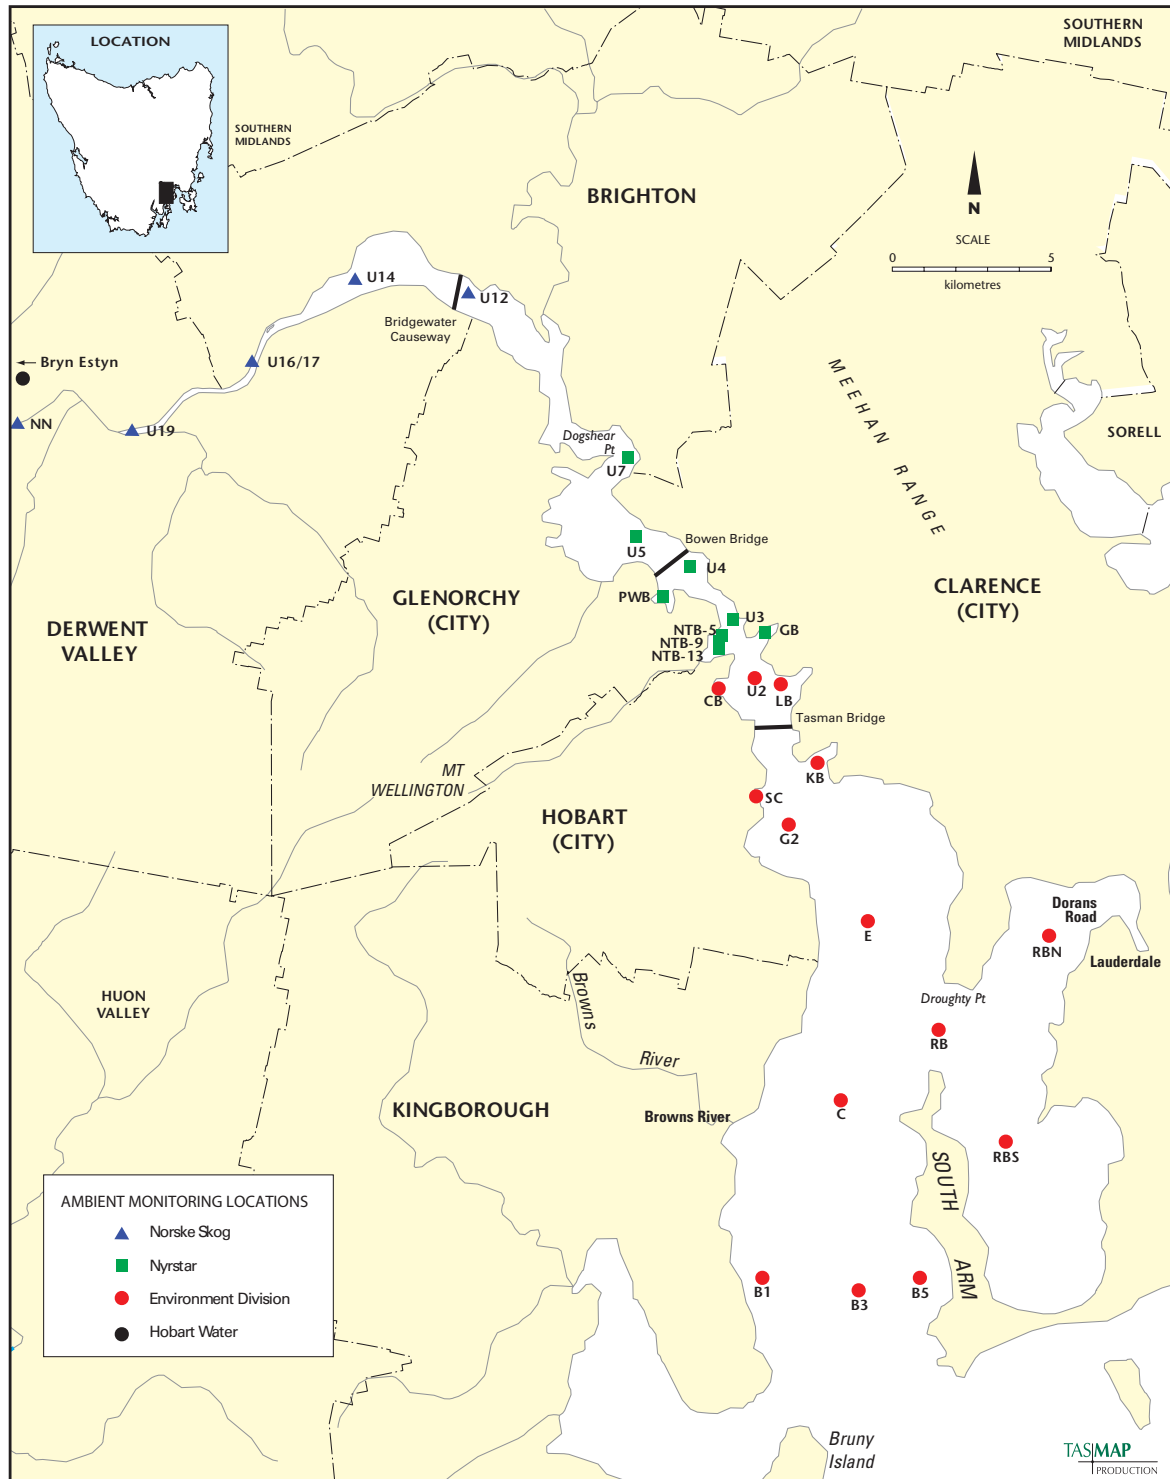 SOUTHERN
MIDLANDS
LOCATION
SOUTHERN
MIDLANDS
BRIGHTON
N
SCALE
0
5
kilometres
U14
U12
Bridgewater
Causeway
Bryn Estyn
U16/17
NN
U19
MEEHAN RANGE
SORELL
Dogshear
Pt
U7
U5
Bowen Bridge
U4
PWB
GLENORCHY
(CITY)
CLARENCE
(CITY)
DERWENT
VALLEY
U3
NTB-5
GB
NTB-9
NTB-13
CB
U2
LB
Tasman Bridge
KB
MT
WELLINGTON
SC
HOBART
(CITY)
G2
E
Dorans
Road
RBN
Lauderdale
HUON
VALLEY
Browns
River
Droughty Pt
RB
KINGBOROUGH
Browns River
C
RBS
SOUTH
ARM
AMBIENT MONITORING LOCATIONS
Norske Skog
Nyrstar
Environment Division
Hobart Water
B1
B3
B5
Bruny
Island
TASMAP
PRODUCTION